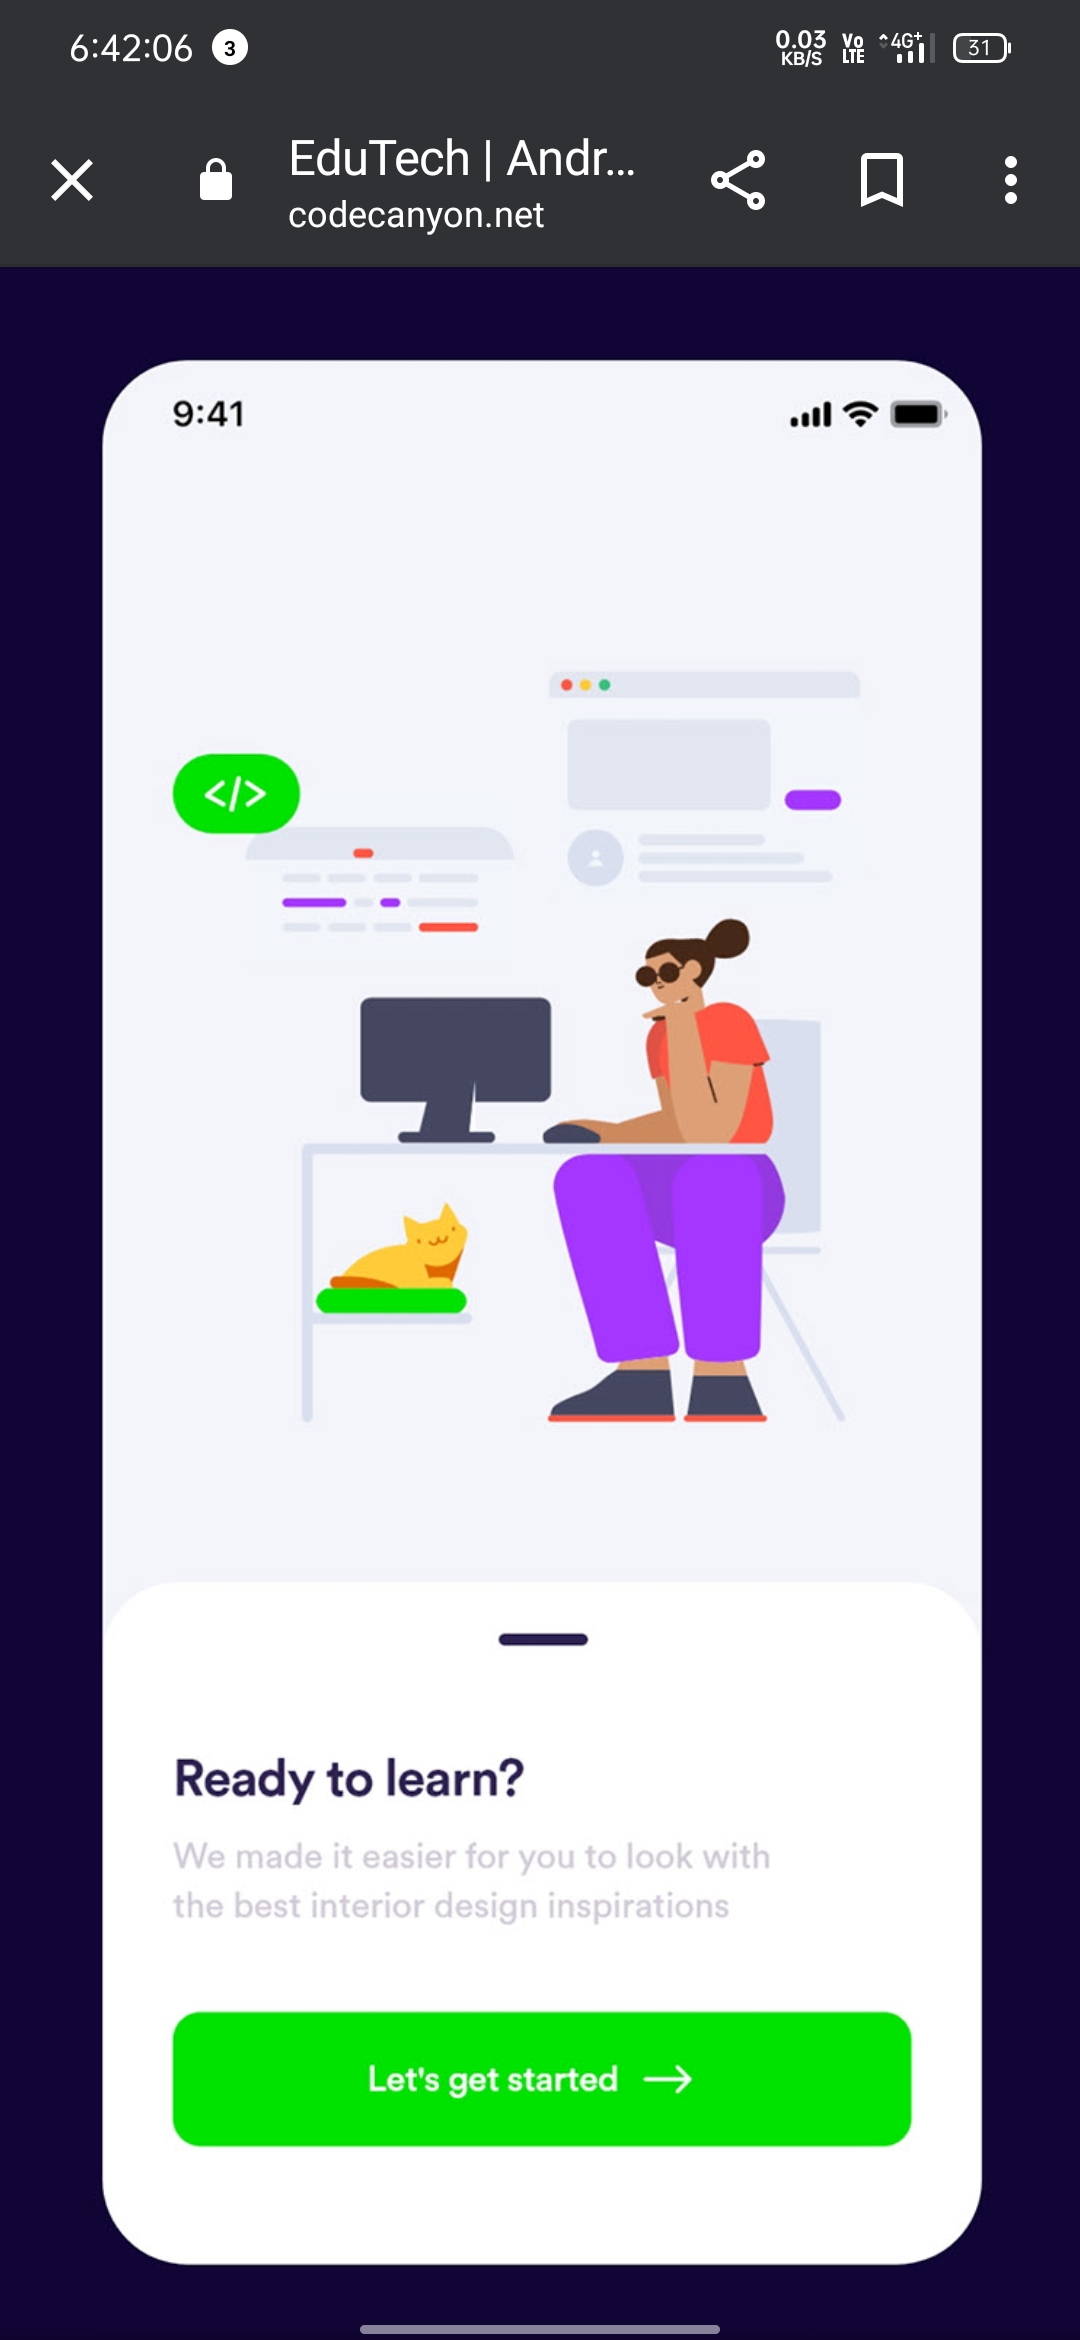 6:42:06 3 0.03 KB/S Vo LTE 4G+ 31
EduTech | Andr...
codecanyon.net
9:41
</>
Ready to learn?
We made it easier for you to look with
the best interior design inspirations
Let's get started →